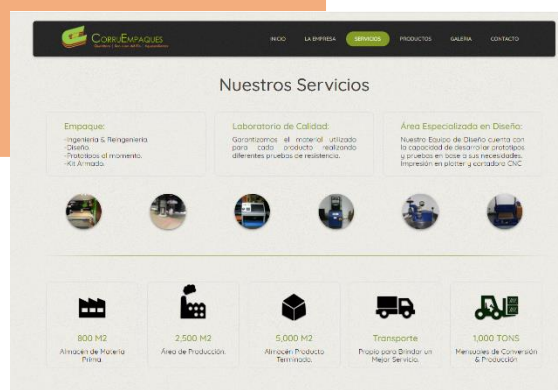 CORRUEMPAQUES
INICIO LA EMPRESA SERVICIOS PRODUCTOS GALERIA CONTACTO
Nuestros Servicios
Empaque:
-Ingenieria & Reingenieria
-Diseño
-Prototipos al momento.
-Kit Armado.
Laboratorio de Calidad:
Garantizamos el material utilizado
para cada producto realizando
diferentes pruebas de resistencia.
Área Especializada en Diseño:
Nuestro Equipo de Diseño cuenta con
la capacidad de desarrollar prototipos
y pruebas en base a sus necesidades.
Impresión en plotter y cortadora CNC
800 M2
Almacén de Materia
Prima.
2,500 M2
Área de Producción.
5,000 M2
Almacén Producto
Terminado.
Transporte
Propio para Brindar un
Mejor Servicio.
1,000 TONS
Mensuales de Conversión
& Producción